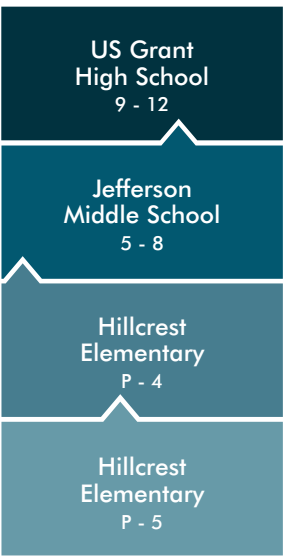 US Grant
High School
9 - 12
Jefferson
Middle School
5 - 8
Hillcrest
Elementary
P - 4
Hillcrest
Elementary
P - 5